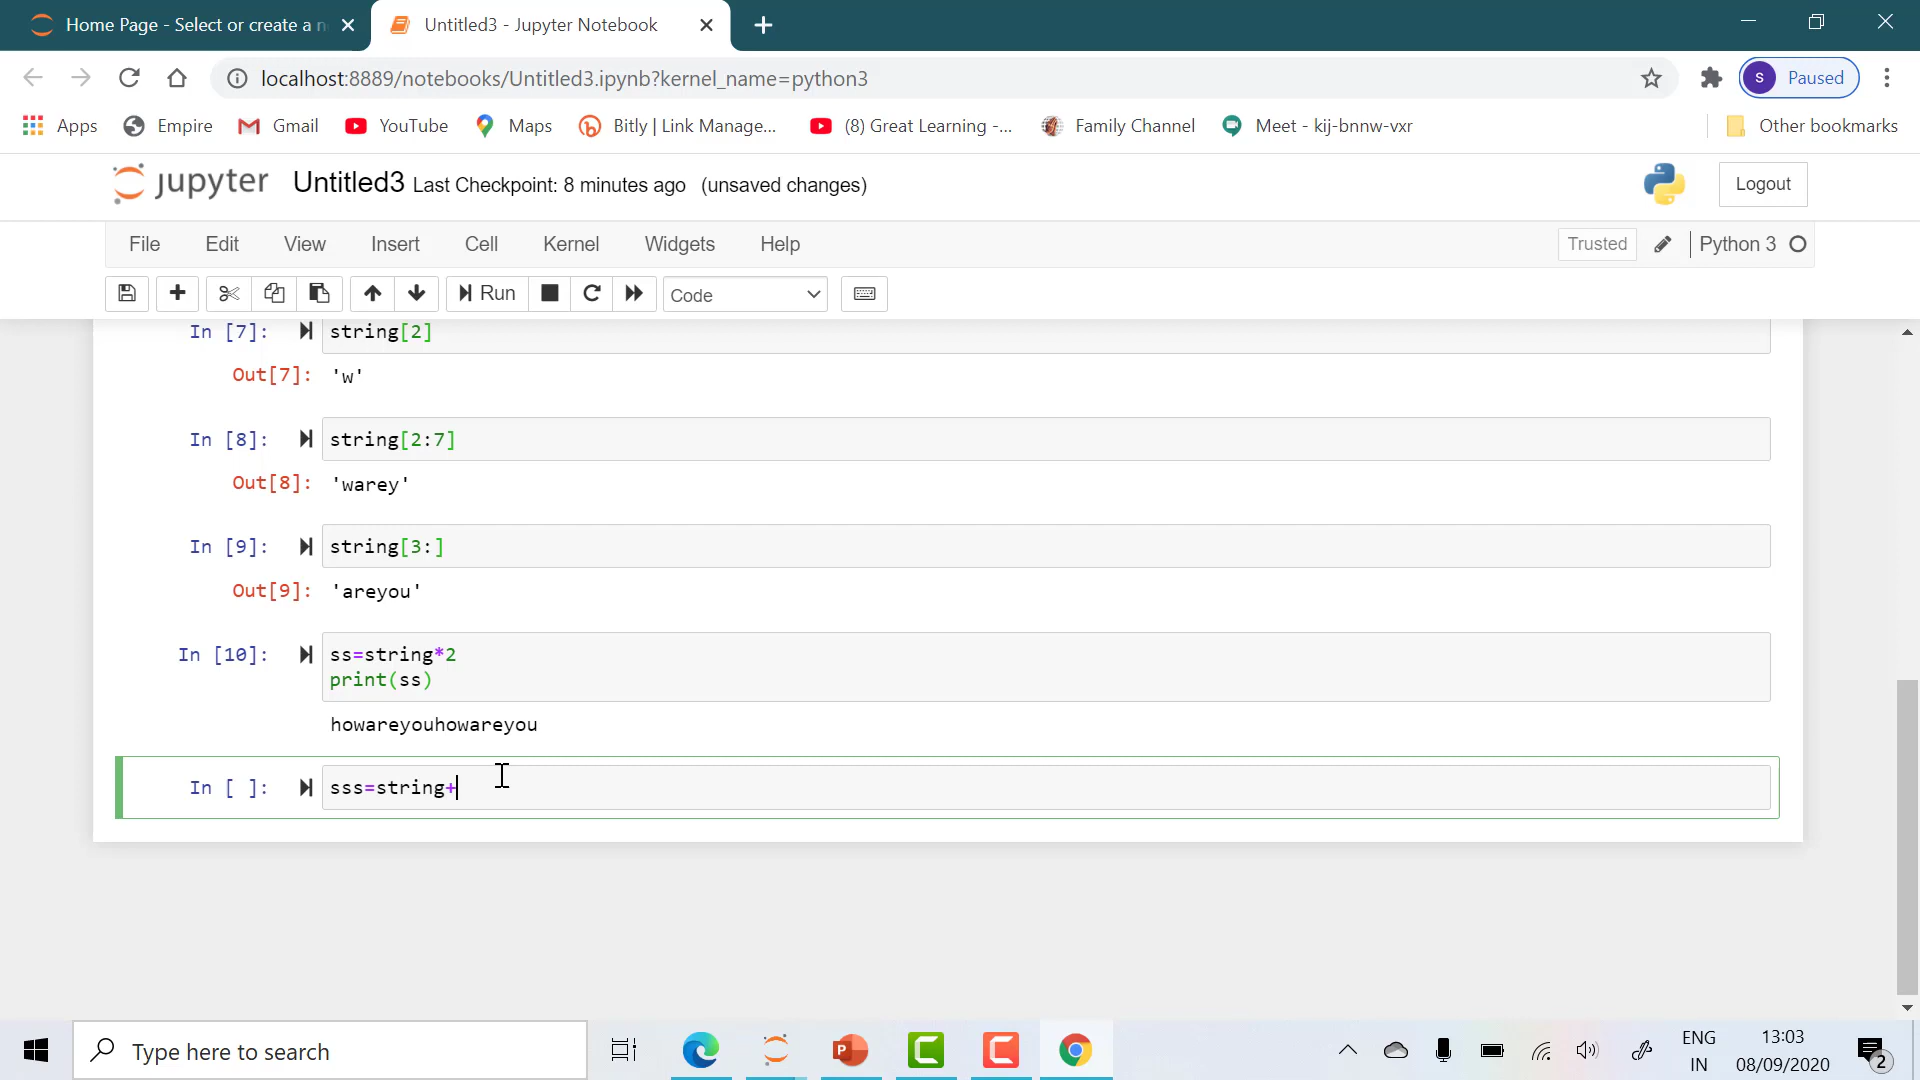 Home Page - Select or create a n
Untitled3 - Jupyter Notebook
localhost:8889/notebooks/Untitled3.ipynb?kernel_name=python3
S Paused
Apps Empire Gmail YouTube Maps Bitly | Link Manage... (8) Great Learning -... Family Channel Meet - kij-bnnw-vxr Other bookmarks
jupyter Untitled3 Last Checkpoint: 8 minutes ago (unsaved changes) Logout
File Edit View Insert Cell Kernel Widgets Help Trusted Python 3
Run Code
In [7]: string[2]
Out[7]: 'w'
In [8]: string[2:7]
Out[8]: 'warey'
In [9]: string[3:]
Out[9]: 'areyou'
In [10]: ss=string*2
print(ss)
howareyouhowareyou
In [ ]: sss=string+
Type here to search
ENG
IN
13:03
08/09/2020
2